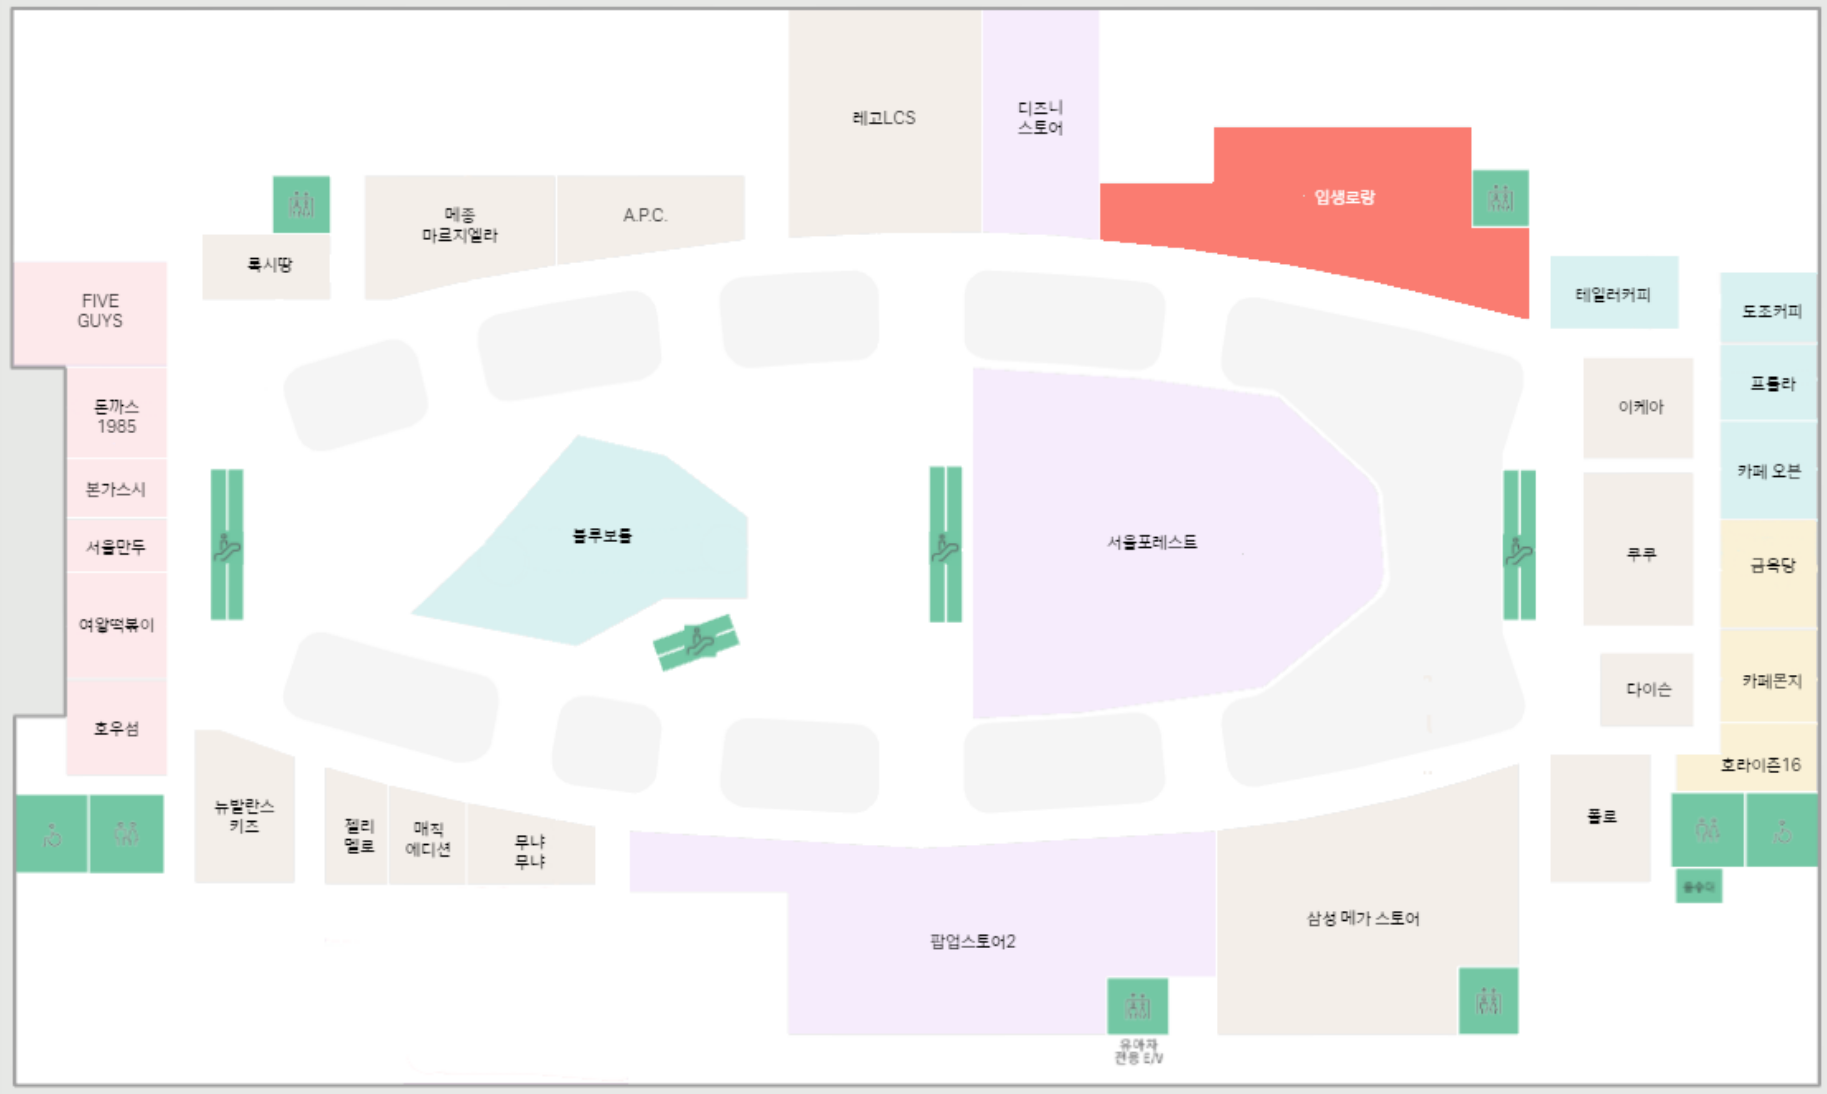 레고LCS
디즈니
스토어
입생로랑
메종
마르지엘라
A.P.C.
록시땅
FIVE
GUYS
테일러커피
도조커피
돈까스
1985
이케아
프톨라
본가스시
카페 오븐
서울만두
블루보틀
서울포레스트
쿠쿠
금옥당
여왕떡볶이
호우섬
다이슨
카페몬지
호라이즌16
뉴발란스
키즈
젤리
멜로
매직
에디션
무냐
무냐
폴로
음수대
팝업스토어2
삼성 메가 스토어
유아차
전용 E/V